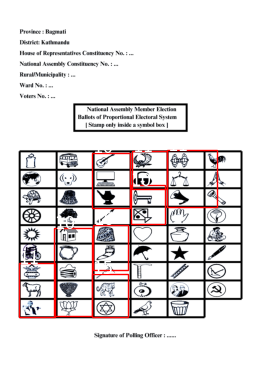 Province : Bagmati
District: Kathmandu
House of Representatives Constituency No. : ...
National Assembly Constituency No. : ...
Rural/Municipality : ...
Ward No. : ...
Voters No. : ...
National Assembly Member Election
Ballots of Proportional Electoral System
[ Stamp only inside a symbol box ]
Signature of Polling Officer : ......